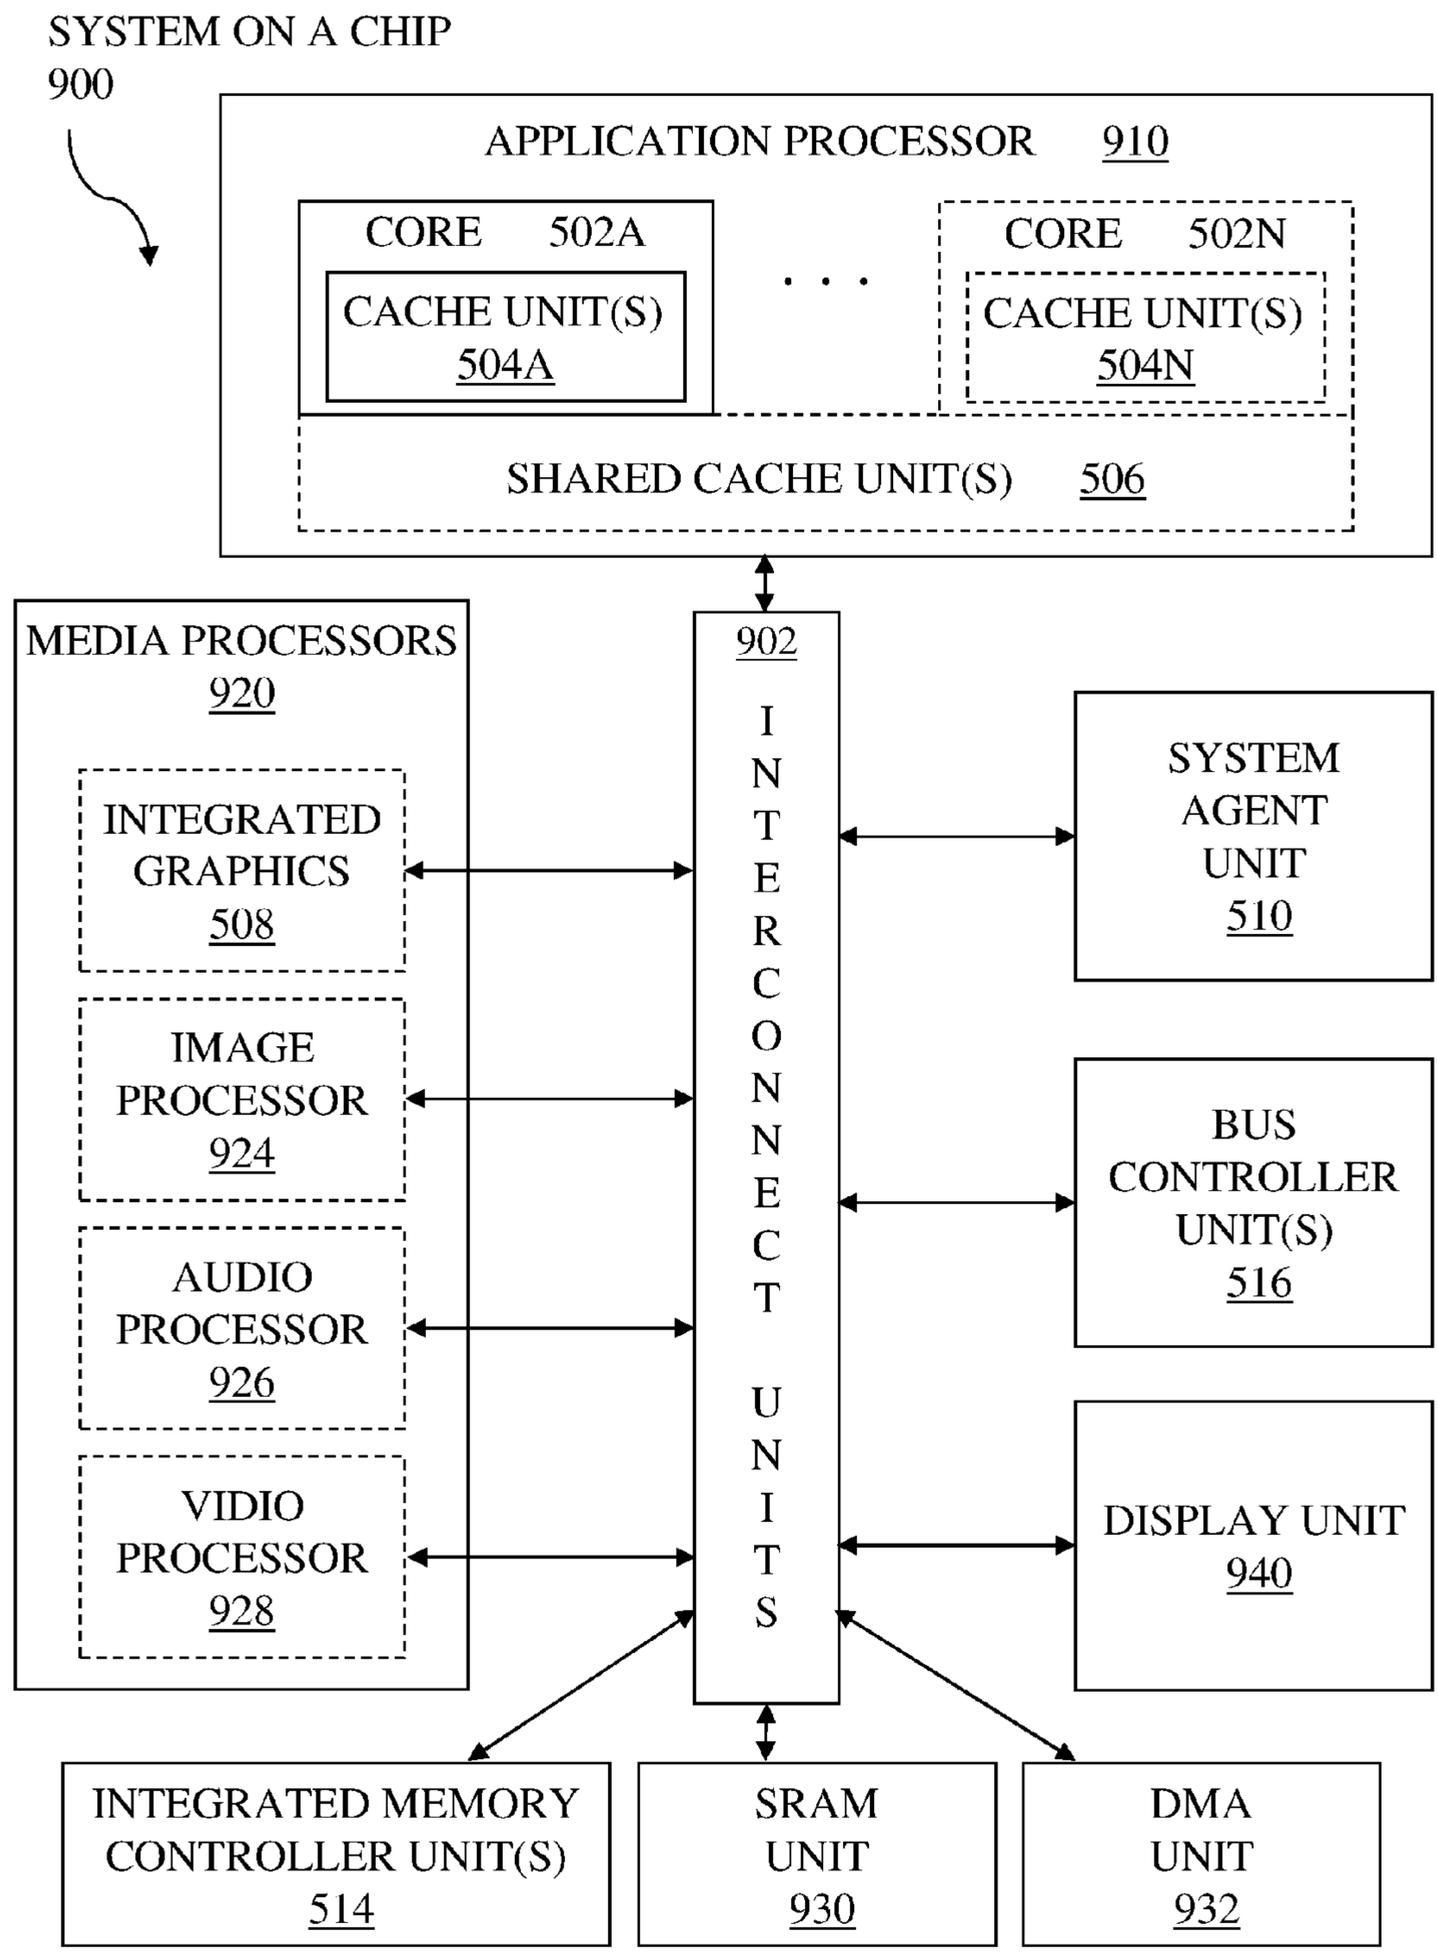 SYSTEM ON A CHIP
900
APPLICATION PROCESSOR 910
CORE 502A
CACHE UNIT(S)
504A
. . .
CORE 502N
CACHE UNIT(S)
504N
SHARED CACHE UNIT(S) 506
MEDIA PROCESSORS
920
INTEGRATED
GRAPHICS
508
IMAGE
PROCESSOR
924
AUDIO
PROCESSOR
926
VIDIO
PROCESSOR
928
902
INTERCONNECT UNITS
SYSTEM
AGENT
UNIT
510
BUS
CONTROLLER
UNIT(S)
516
DISPLAY UNIT
940
INTEGRATED MEMORY
CONTROLLER UNIT(S)
514
SRAM
UNIT
930
DMA
UNIT
932